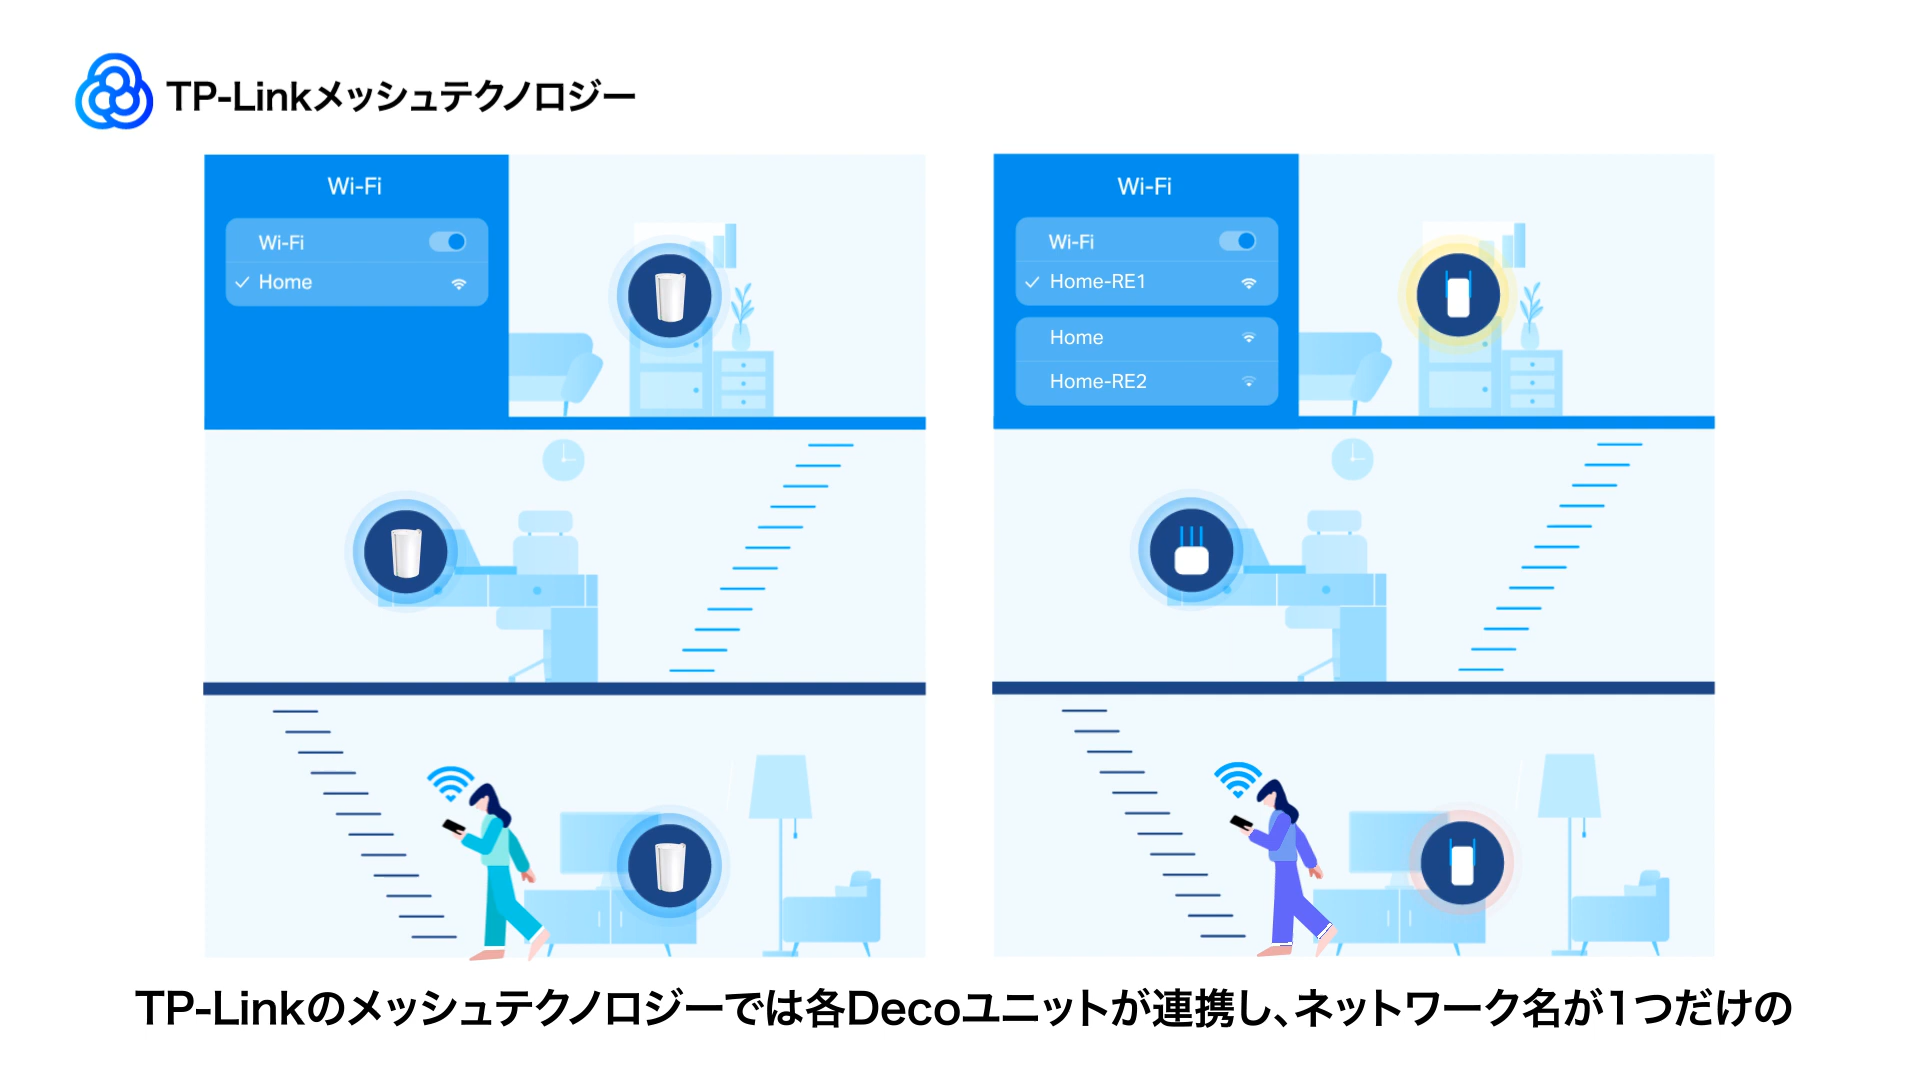 TP-Linkメッシュテクノロジー
Wi-Fi
Wi-Fi
Home
Wi-Fi
Wi-Fi
Home-RE1
Home
Home-RE2
TP-Linkのメッシュテクノロジーでは各Decoユニットが連携し、ネットワーク名が1つだけの